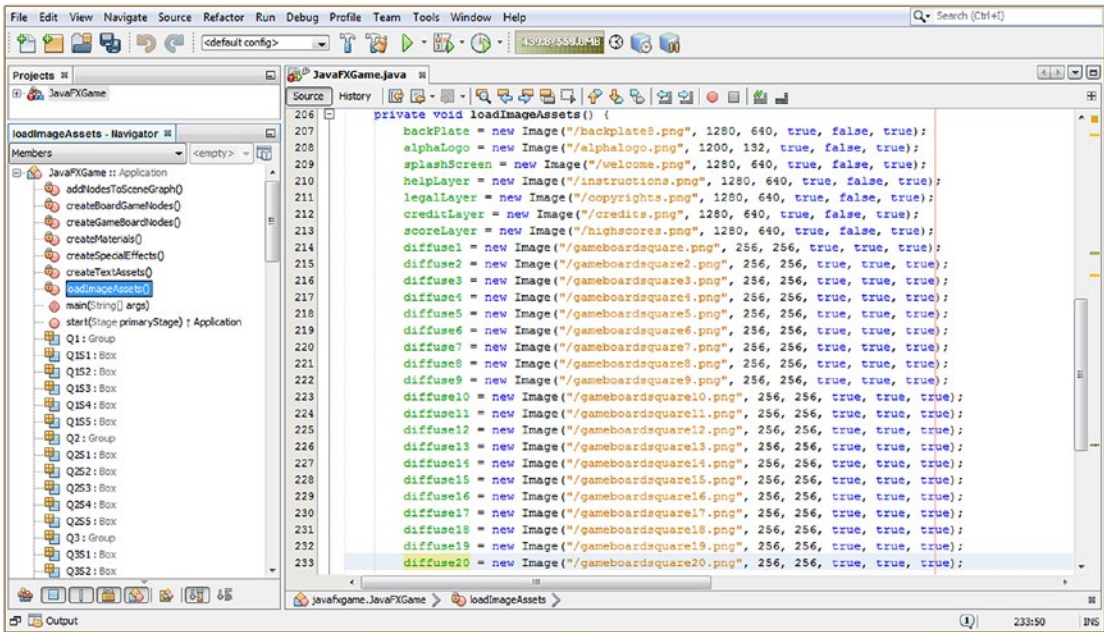 File Edit View Navigate Source Refactor Run Debug Profile Team Tools Window Help
Search (Ctrl+I)
<default config>
439.8/559.0MB
Projects
JavaFXGame
loadImageAssets - Navigator
Members
<empty>
JavaFXGame :: Application
addNodesToSceneGraph()
createBoardGameNodes()
createGameBoardNodes()
createMaterials()
createSpecialEffects()
createTextAssets()
loadImageAssets()
main(String[] args)
start(Stage primaryStage) ↑ Application
Q1 : Group
Q1S1 : Box
Q1S2 : Box
Q1S3 : Box
Q1S4 : Box
Q1S5 : Box
Q2 : Group
Q2S1 : Box
Q2S2 : Box
Q2S3 : Box
Q2S4 : Box
Q2S5 : Box
Q3 : Group
Q3S1 : Box
Q3S2 : Box
JavaFXGame.java
Source History
206 private void loadImageAssets() {
207 backPlate = new Image("/backplate8.png", 1280, 640, true, false, true);
208 alphaLogo = new Image("/alphalogo.png", 1200, 132, true, false, true);
209 splashScreen = new Image("/welcome.png", 1280, 640, true, false, true);
210 helpLayer = new Image("/instructions.png", 1280, 640, true, false, true);
211 legalLayer = new Image("/copyrights.png", 1280, 640, true, false, true);
212 creditLayer = new Image("/credits.png", 1280, 640, true, false, true);
213 scoreLayer = new Image("/highscores.png", 1280, 640, true, false, true);
214 diffuse1 = new Image("/gameboardsquare.png", 256, 256, true, true, true);
215 diffuse2 = new Image("/gameboardsquare2.png", 256, 256, true, true, true);
216 diffuse3 = new Image("/gameboardsquare3.png", 256, 256, true, true, true);
217 diffuse4 = new Image("/gameboardsquare4.png", 256, 256, true, true, true);
218 diffuse5 = new Image("/gameboardsquare5.png", 256, 256, true, true, true);
219 diffuse6 = new Image("/gameboardsquare6.png", 256, 256, true, true, true);
220 diffuse7 = new Image("/gameboardsquare7.png", 256, 256, true, true, true);
221 diffuse8 = new Image("/gameboardsquare8.png", 256, 256, true, true, true);
222 diffuse9 = new Image("/gameboardsquare9.png", 256, 256, true, true, true);
223 diffuse10 = new Image("/gameboardsquare10.png", 256, 256, true, true, true);
224 diffuse11 = new Image("/gameboardsquare11.png", 256, 256, true, true, true);
225 diffuse12 = new Image("/gameboardsquare12.png", 256, 256, true, true, true);
226 diffuse13 = new Image("/gameboardsquare13.png", 256, 256, true, true, true);
227 diffuse14 = new Image("/gameboardsquare14.png", 256, 256, true, true, true);
228 diffuse15 = new Image("/gameboardsquare15.png", 256, 256, true, true, true);
229 diffuse16 = new Image("/gameboardsquare16.png", 256, 256, true, true, true);
230 diffuse17 = new Image("/gameboardsquare17.png", 256, 256, true, true, true);
231 diffuse18 = new Image("/gameboardsquare18.png", 256, 256, true, true, true);
232 diffuse19 = new Image("/gameboardsquare19.png", 256, 256, true, true, true);
233 diffuse20 = new Image("/gameboardsquare20.png", 256, 256, true, true, true);
javafxgame.JavaFXGame loadImageAssets
Output
1 233:50 INS